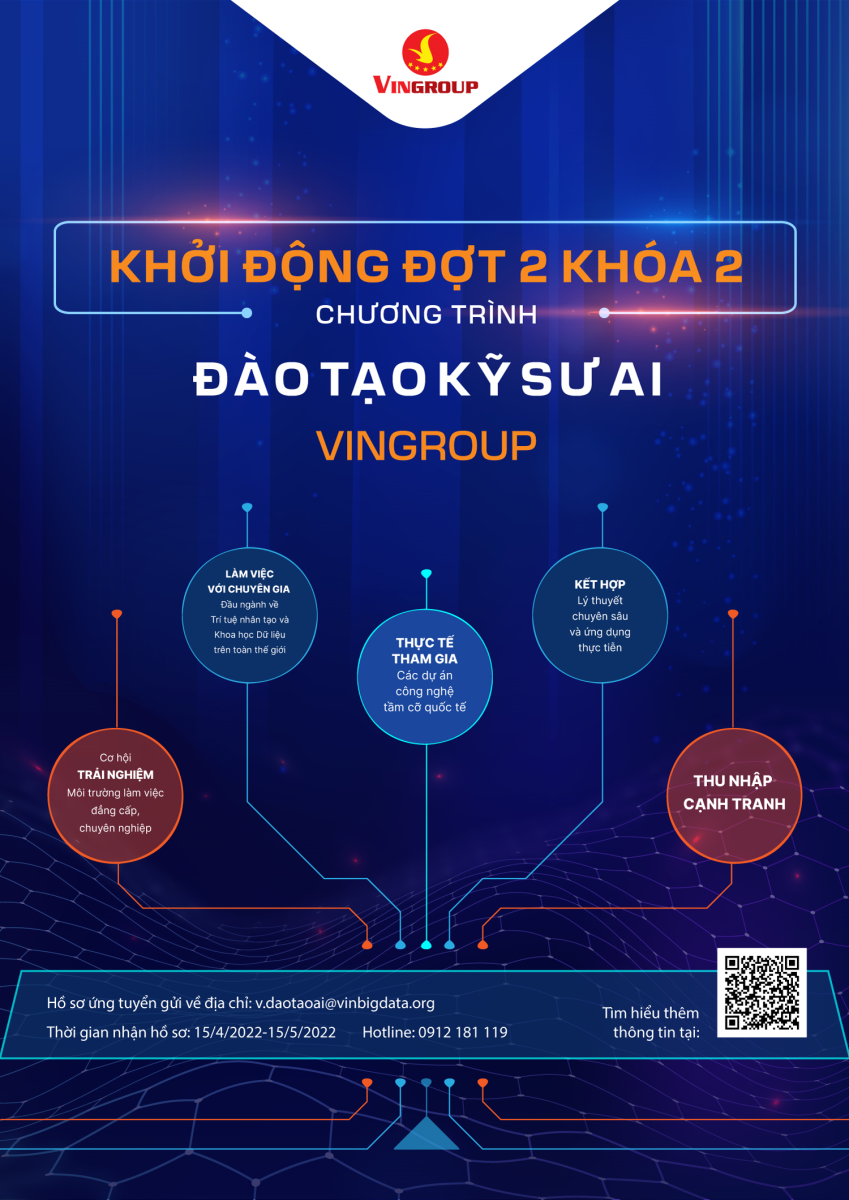 VINGROUP
KHỞI ĐỘNG ĐỢT 2 KHÓA 2
CHƯƠNG TRÌNH
ĐÀO TẠO KỸ SƯ AI
VINGROUP
LÀM VIỆC
VỚI CHUYÊN GIA
Đầu ngành về
Trí tuệ nhân tạo và
Khoa học Dữ liệu
trên toàn thế giới
THỰC TẾ
THAM GIA
Các dự án
công nghệ
tầm cỡ quốc tế
KẾT HỢP
Lý thuyết
chuyên sâu
và ứng dụng
thực tiễn
Cơ hội
TRẢI NGHIỆM
Môi trường làm việc
đẳng cấp,
chuyên nghiệp
THU NHẬP
CẠNH TRANH
Hồ sơ ứng tuyển gửi về địa chỉ: v.daotaoai@vinbigdata.org
Thời gian nhận hồ sơ: 15/4/2022-15/5/2022 Hotline: 0912 181 119
Tìm hiểu thêm
thông tin tại: